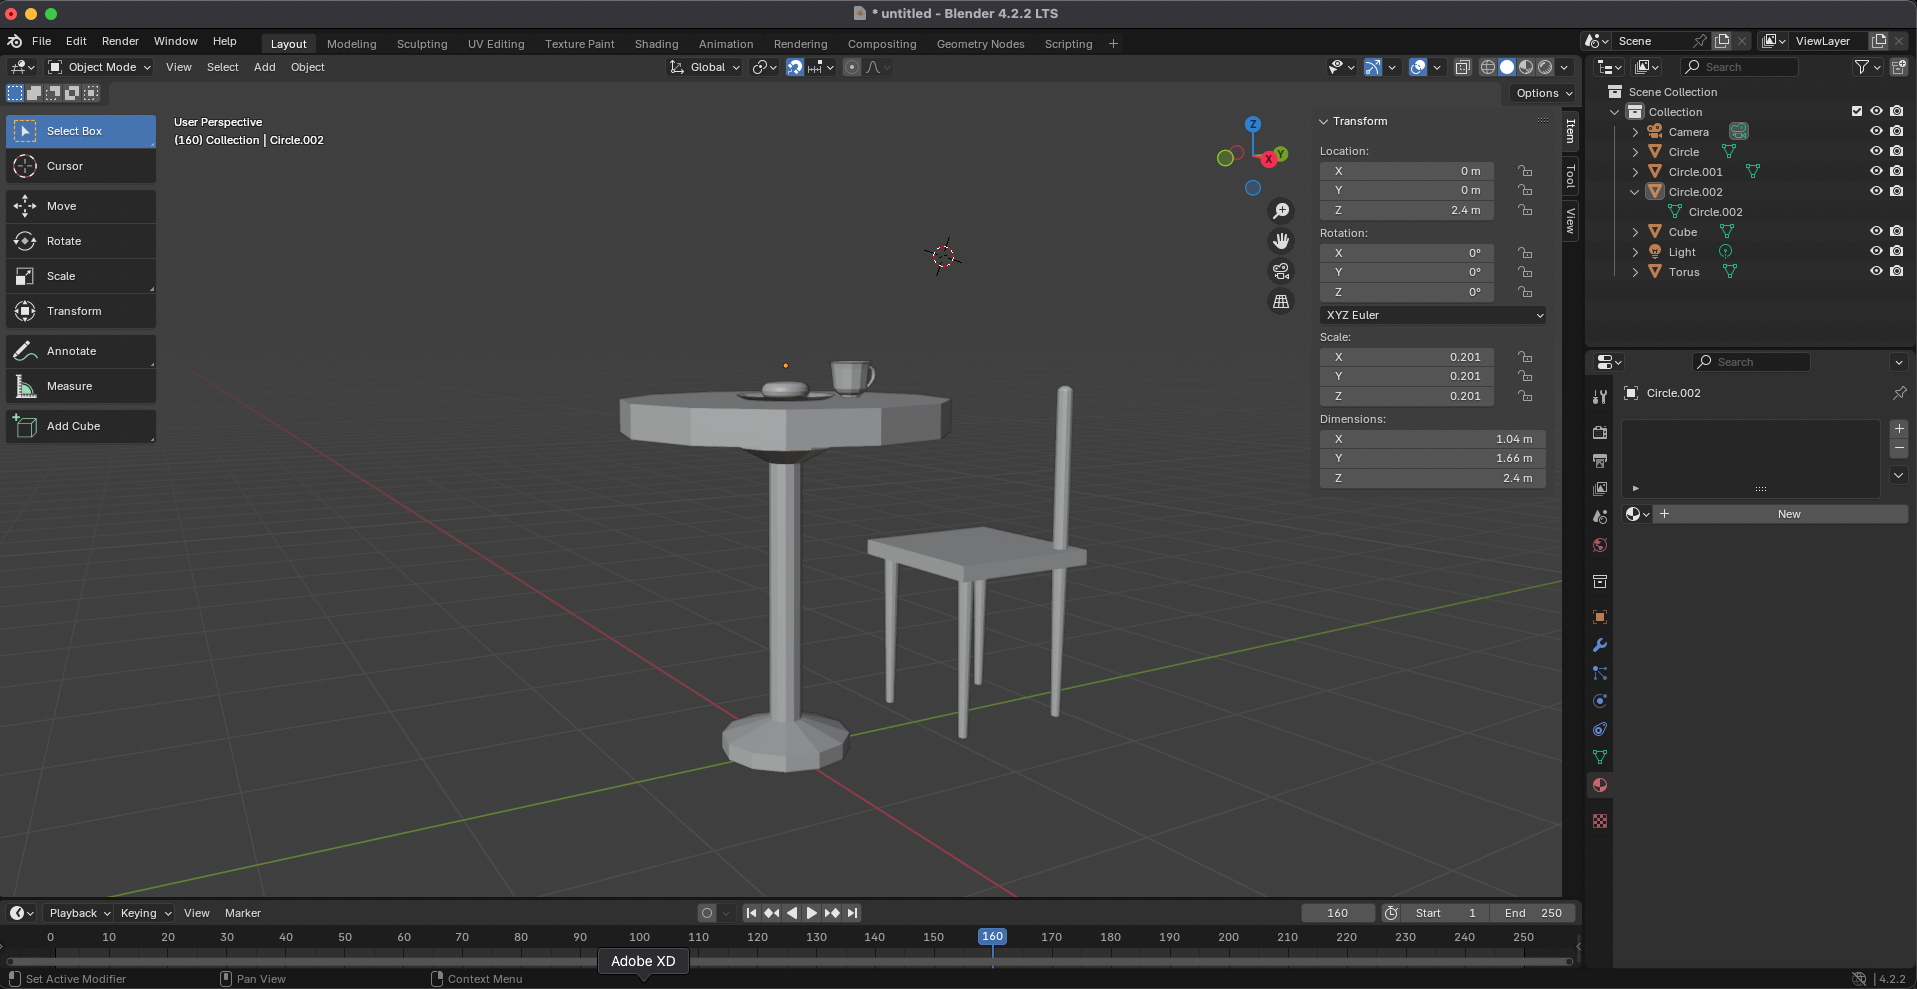 * untitled - Blender 4.2.2 LTS
File Edit Render Window Help Layout Modeling Sculpting UV Editing Texture Paint Shading Animation Rendering Compositing Geometry Nodes Scripting + Scene ViewLayer
Object Mode View Select Add Object Global Search
Options
User Perspective
(160) Collection | Circle.002
Select Box
Cursor
Move
Rotate
Scale
Transform
Annotate
Measure
Add Cube
Z
Y
X
Transform
Location:
X 0 m
Y 0 m
Z 2.4 m
Rotation:
X 0°
Y 0°
Z 0°
XYZ Euler
Scale:
X 0.201
Y 0.201
Z 0.201
Dimensions:
X 1.04 m
Y 1.66 m
Z 2.4 m
Item
Tool
View
Scene Collection
Collection
Camera
Circle
Circle.001
Circle.002
Circle.002
Cube
Light
Torus
Search
Circle.002
+ New
Playback Keying View Marker 160 Start 1 End 250
0 10 20 30 40 50 60 70 80 90 100 110 120 130 140 150 160 170 180 190 200 210 220 230 240 250
Adobe XD
Set Active Modifier Pan View Context Menu 4.2.2